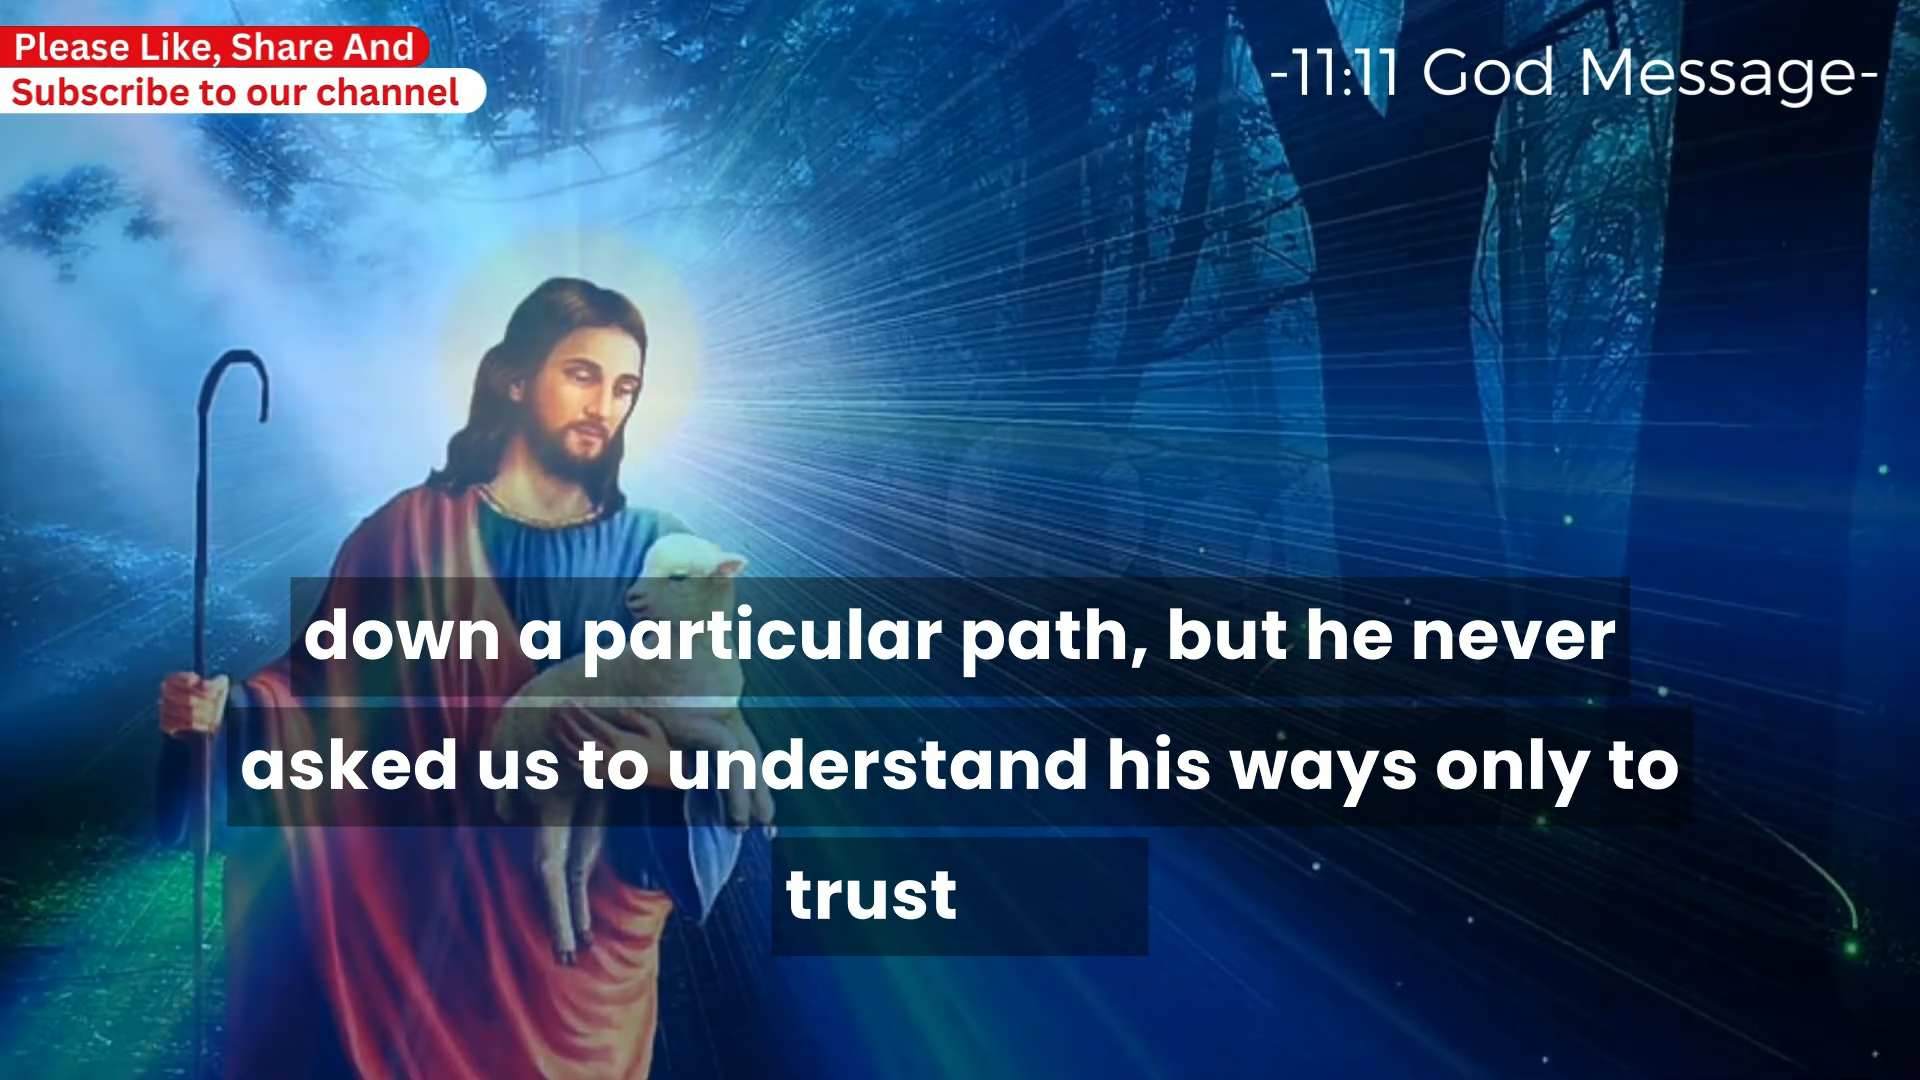 Please Like, Share And
Subscribe to our channel
-11:11 God Message-
down a particular path, but he never
asked us to understand his ways only to
trust